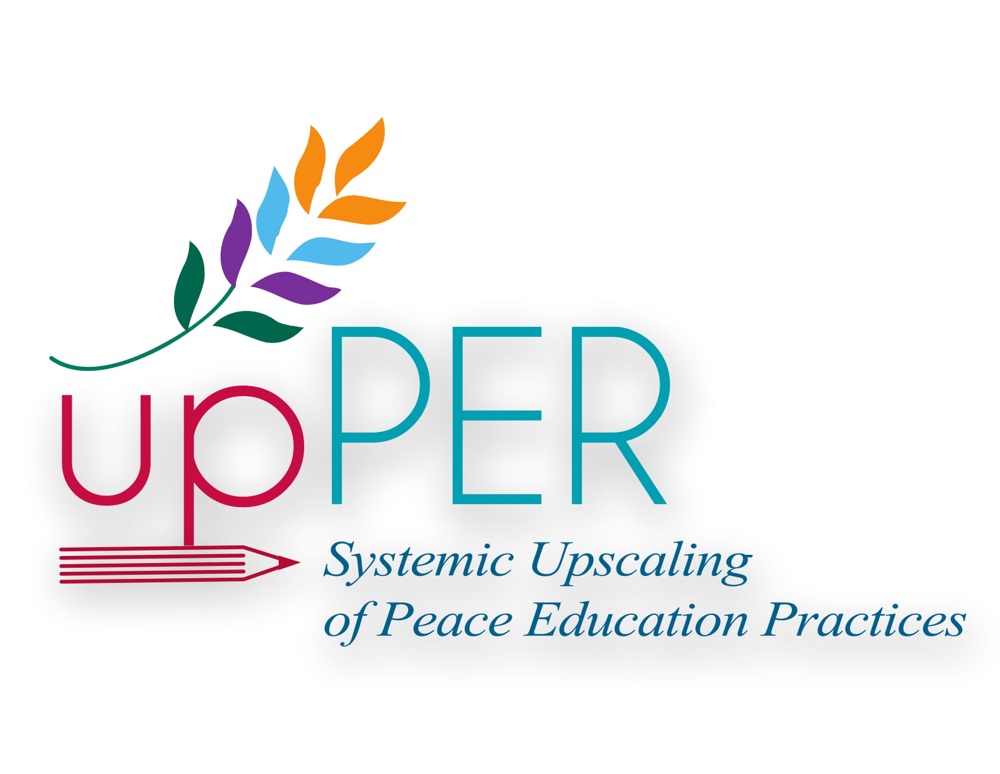 upPER
Systemic Upscaling
of Peace Education Practices